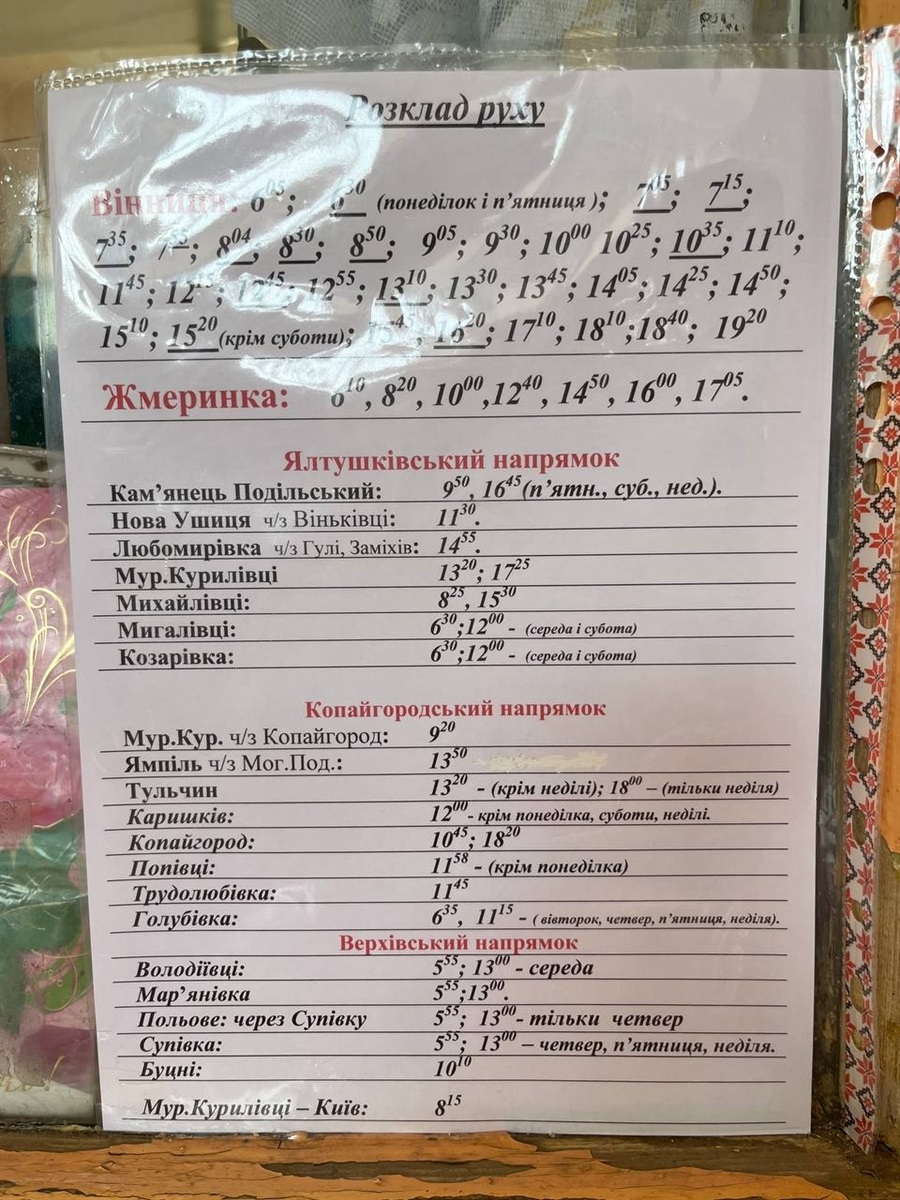 Розклад руху
Вінниця: 6⁰⁵; 6³⁰ (понеділок і п'ятниця ); 7⁰⁵; 7¹⁵;
7³⁵; 7⁵⁵; 8⁰⁴, 8³⁰; 8⁵⁰; 9⁰⁵; 9³⁰; 10⁰⁰ 10²⁵; 10³⁵; 11¹⁰;
11⁴⁵; 12¹⁵; 12⁴⁵; 12⁵⁵; 13¹⁰; 13³⁰; 13⁴⁵; 14⁰⁵; 14²⁵; 14⁵⁰;
15¹⁰; 15²⁰(крім суботи); 15⁴⁵; 16²⁰; 17¹⁰; 18¹⁰;18⁴⁰; 19²⁰
Жмеринка: 6¹⁰, 8²⁰, 10⁰⁰,12⁴⁰, 14⁵⁰, 16⁰⁰, 17⁰⁵.
Ялтушківський напрямок
Кам'янець Подільський: 9⁵⁰, 16⁴⁵(п'ятн., суб., нед.).
Нова Ушиця ч/з Віньківці: 11³⁰.
Любомирівка ч/з Гулі, Заміхів: 14⁵⁵.
Мур.Курилівці 13²⁰; 17²⁵
Михайлівці: 8²⁵, 15³⁰
Мигалівці: 6³⁰;12⁰⁰ - (середа і субота)
Козарівка: 6³⁰;12⁰⁰ - (середа і субота)
Копайгородський напрямок
Мур.Кур. ч/з Копайгород: 9²⁰
Ямпіль ч/з Мог.Под.: 13⁵⁰
Тульчин 13²⁰ - (крім неділі); 18⁰⁰ – (тільки неділя)
Каришків: 12⁰⁰- крім понеділка, суботи, неділі.
Копайгород: 10⁴⁵; 18²⁰
Попівці: 11⁵⁸ - (крім понеділка)
Трудолюбівка: 11⁴⁵
Голубівка: 6³⁵, 11¹⁵ - ( вівторок, четвер, п'ятниця, неділя).
Верхівський напрямок
Володіївці: 5⁵⁵; 13⁰⁰ - середа
Мар'янівка 5⁵⁵;13⁰⁰.
Польове: через Супівку 5⁵⁵; 13⁰⁰- тільки четвер
Супівка: 5⁵⁵; 13⁰⁰ – четвер, п'ятниця, неділя.
Буцні: 10¹⁰
Мур.Курилівці – Київ: 8¹⁵